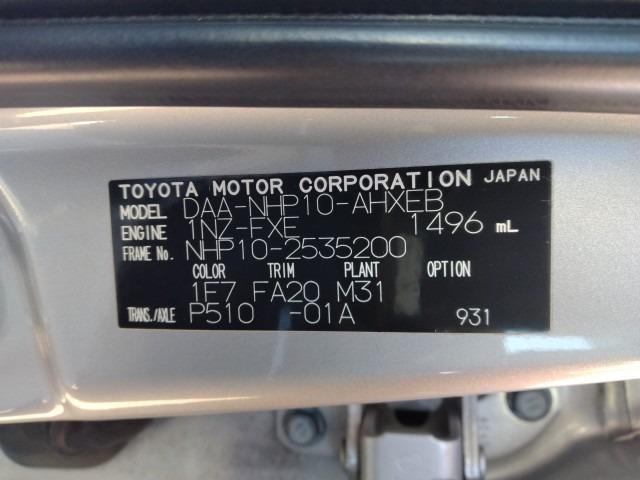 TOYOTA MOTOR CORPORATION JAPAN
MODEL DAA-NHP10-AHXEB
ENGINE 1NZ-FXE 1496 mL
FRAME No. NHP10-2535200
COLOR TRIM PLANT OPTION
1F7 FA20 M31
TRANS./AXLE P510 -01A 931